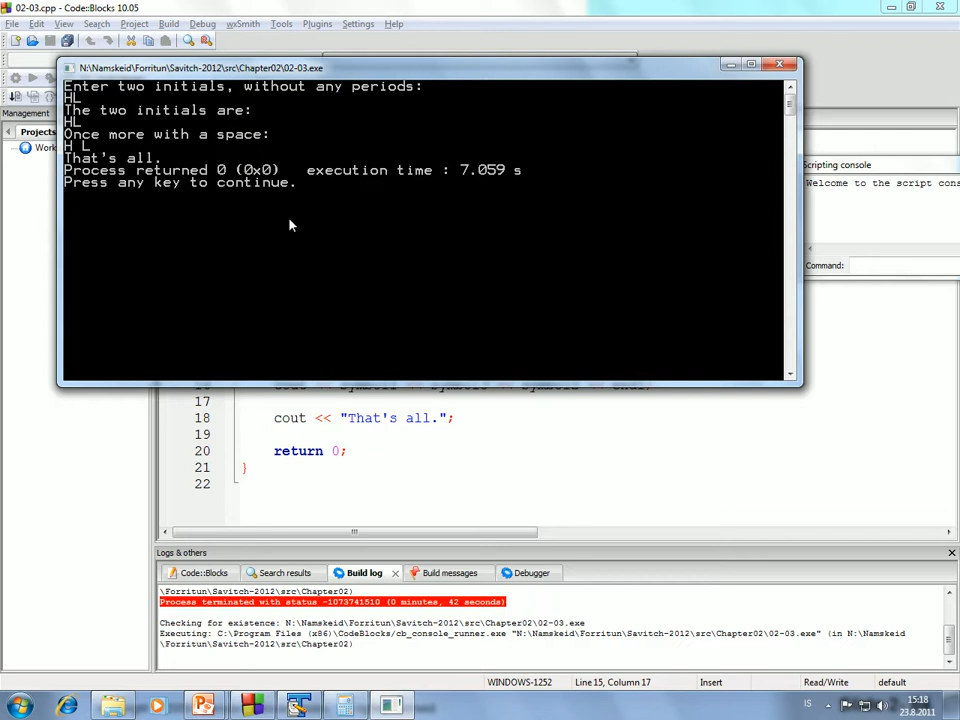 02-03.cpp - Code::Blocks 10.05
File Edit View Search Project Build Debug wxSmith Tools Plugins Settings Help
N:\Namskeid\Forritun\Savitch-2012\src\Chapter02\02-03.exe
Enter two initials, without any periods:
HL
The two initials are:
HL
Once more with a space:
H L
That's all.
Process returned 0 (0x0)   execution time : 7.059 s
Press any key to continue.
Management
Projects
Work
Scripting console
Welcome to the script cons
Command:
17
18 cout << "That's all.";
19
20 return 0;
21 }
22
Logs & others
Code::Blocks Search results Build log Build messages Debugger
\Forritun\Savitch-2012\src\Chapter02)
Process terminated with status -1073741510 (0 minutes, 42 seconds)
Checking for existence: N:\Namskeid\Forritun\Savitch-2012\src\Chapter02\02-03.exe
Executing: C:\Program Files (x86)\CodeBlocks/cb_console_runner.exe "N:\Namskeid\Forritun\Savitch-2012\src\Chapter02\02-03.exe" (in N:\Namskeid
\Forritun\Savitch-2012\src\Chapter02)
WINDOWS-1252 Line 15, Column 17 Insert Read/Write default
IS 15:18
23.8.2011